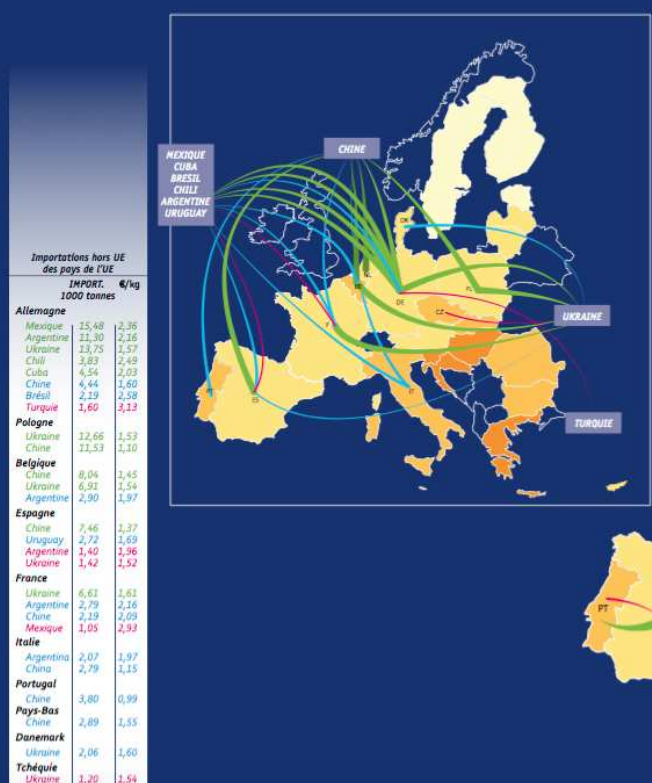 MEXIQUE
CUBA
BRESIL
CHILI
ARGENTINE
URUGUAY
CHINE
UKRAINE
TURQUIE
DK
NL
BE
DE
PL
CZ
F
PT
ES
IT
PT
Importations hors UE
des pays de l'UE
IMPORT. €/kg
1000 tonnes
Allemagne
Mexique 15,48 2,36
Argentine 11,30 2,16
Ukraine 13,75 1,57
Chili 3,83 2,49
Cuba 4,54 2,03
Chine 4,44 1,60
Brésil 2,19 2,58
Turquie 1,60 3,13
Pologne
Ukraine 12,66 1,53
Chine 11,53 1,10
Belgique
Chine 8,04 1,45
Ukraine 6,91 1,54
Argentine 2,90 1,97
Espagne
Chine 7,46 1,37
Uruguay 2,72 1,69
Argentine 1,40 1,96
Ukraine 1,42 1,52
France
Ukraine 6,61 1,61
Argentine 2,79 2,16
Chine 2,19 2,09
Mexique 1,05 2,93
Italie
Argentina 2,07 1,97
China 2,79 1,15
Portugal
Chine 3,80 0,99
Pays-Bas
Chine 2,89 1,55
Danemark
Ukraine 2,06 1,60
Tchéquie
Ukraine 1,20 1,54